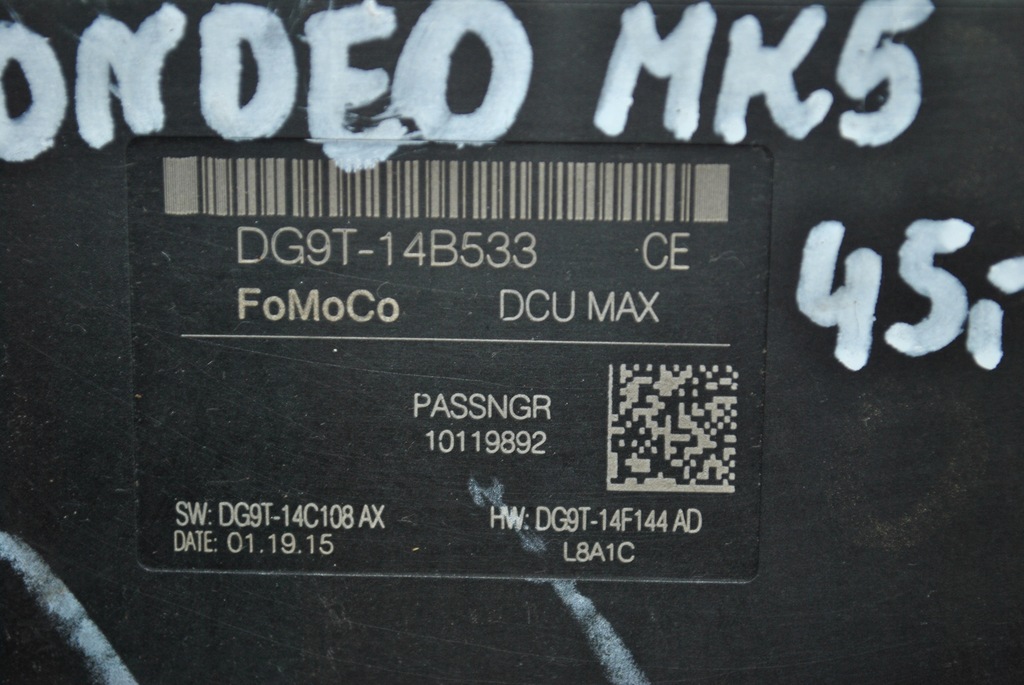 ONDEO MK5
45,-
DG9T-14B533 CE
FoMoCo DCU MAX
PASSNGR
10119892
SW: DG9T-14C108 AX HW: DG9T-14F144 AD
DATE: 01.19.15 L8A1C